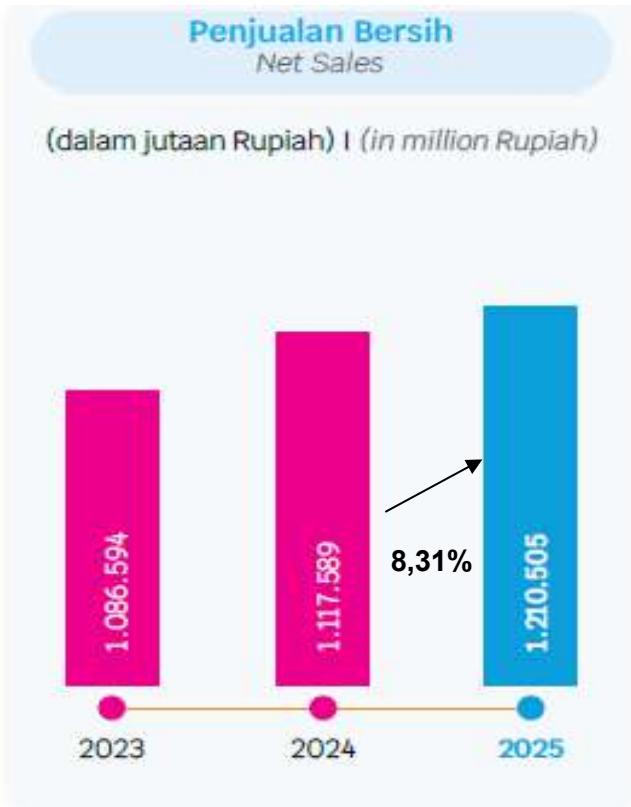 Penjualan Bersih
Net Sales
(dalam jutaan Rupiah) I (in million Rupiah)
1.086.594
1.117.589
8,31%
1.210.505
2023
2024
2025